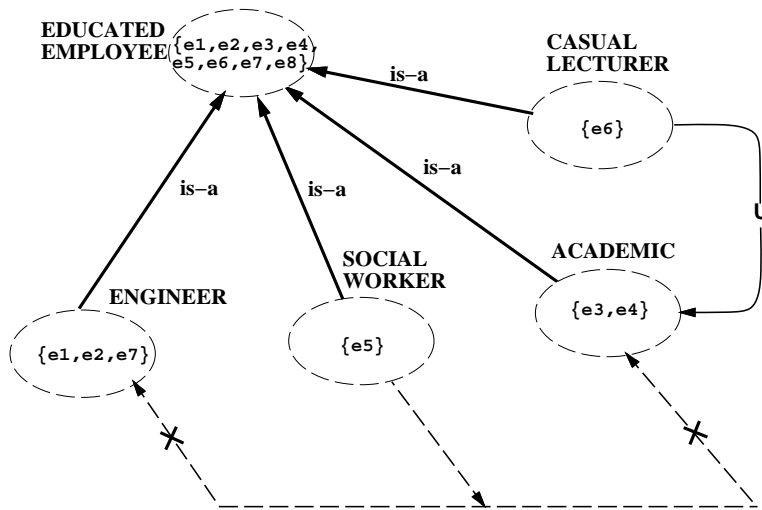 EDUCATED
EMPLOYEE
{e1,e2,e3,e4,
e5,e6,e7,e8}
CASUAL
LECTURER
is-a
{e6}
is-a
is-a
is-a
SOCIAL
WORKER
ACADEMIC
ENGINEER
{e3,e4}
{e5}
{e1,e2,e7}